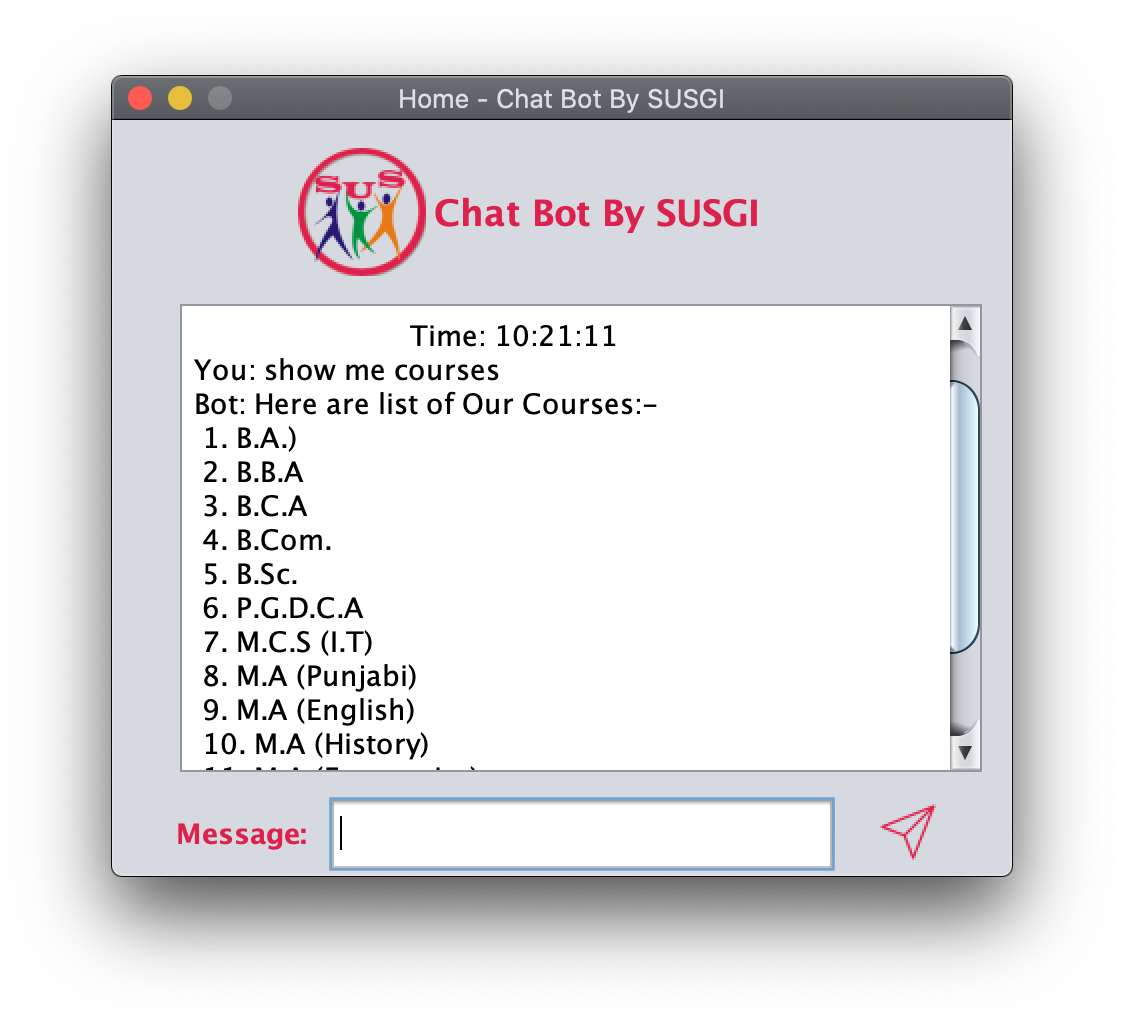 Home - Chat Bot By SUSGI
SUS
Chat Bot By SUSGI
Time: 10:21:11
You: show me courses
Bot: Here are list of Our Courses:-
1. B.A.)
2. B.B.A
3. B.C.A
4. B.Com.
5. B.Sc.
6. P.G.D.C.A
7. M.C.S (I.T)
8. M.A (Punjabi)
9. M.A (English)
10. M.A (History)
Message: